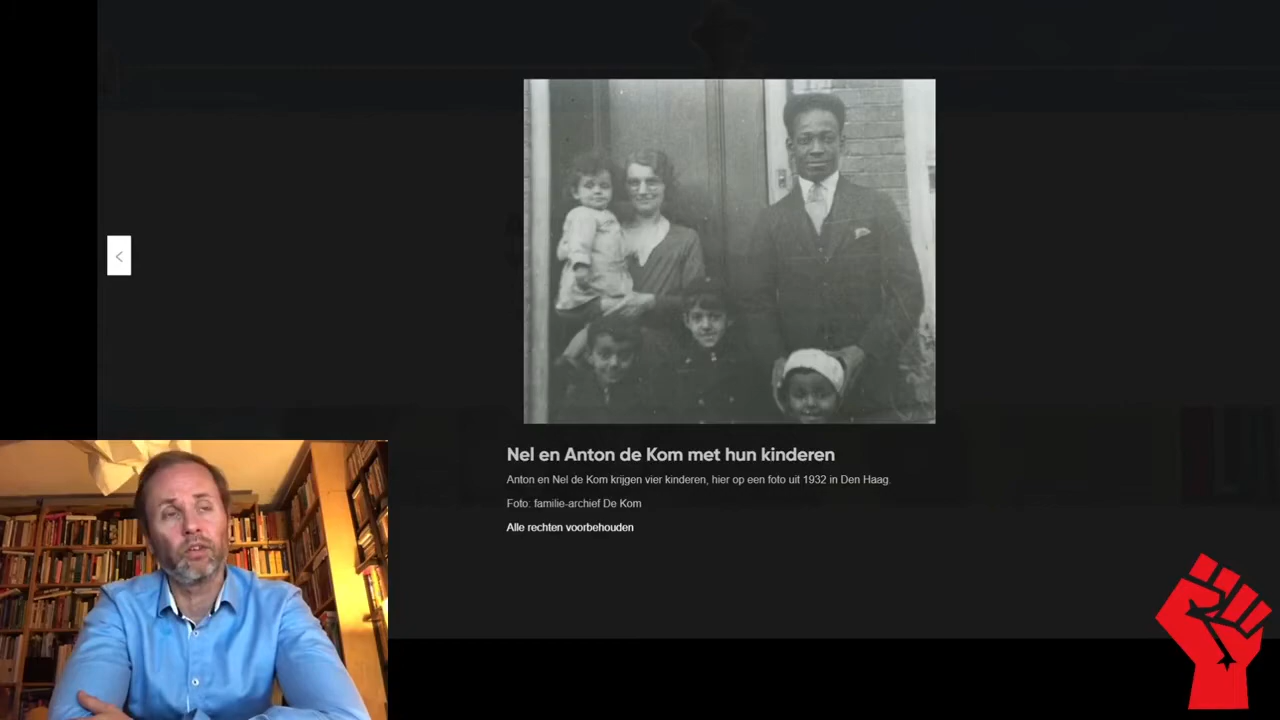 Nel en Anton de Kom met hun kinderen
Anton en Nel de Kom krijgen vier kinderen, hier op een foto uit 1932 in Den Haag.
Foto: familie-archief De Kom
Alle rechten voorbehouden